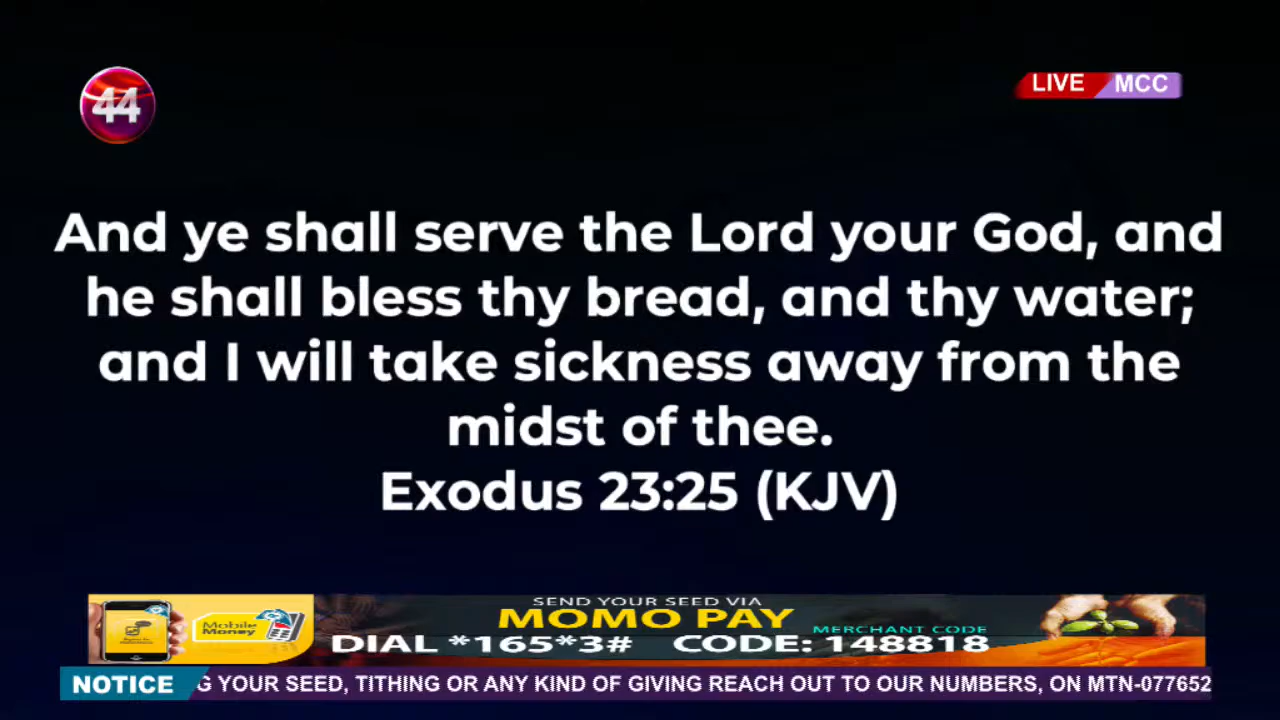 44
LIVE MCC
And ye shall serve the Lord your God, and
he shall bless thy bread, and thy water;
and I will take sickness away from the
midst of thee.
Exodus 23:25 (KJV)
SEND YOUR SEED VIA
Mobile
Money
MOMO PAY
MERCHANT CODE
DIAL *165*3# CODE: 148818
NOTICE G YOUR SEED, TITHING OR ANY KIND OF GIVING REACH OUT TO OUR NUMBERS, ON MTN-077652